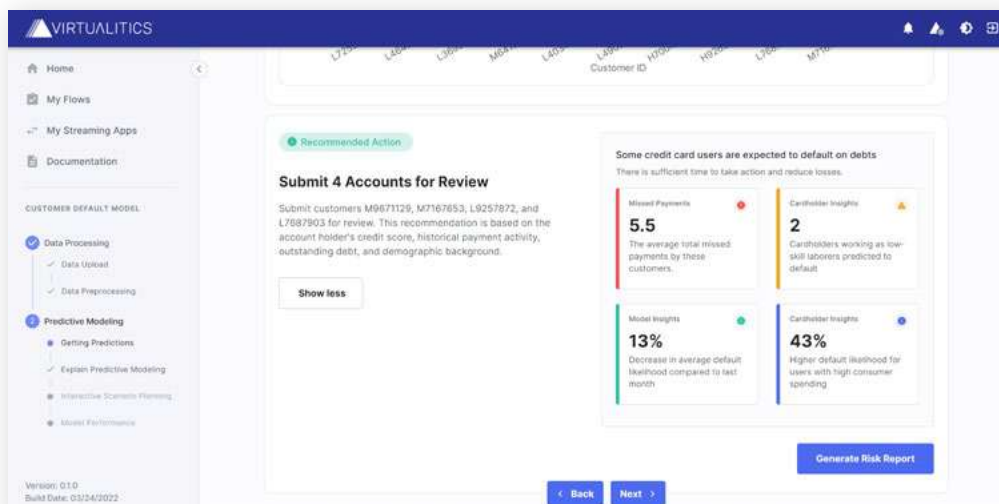 VIRTUALITICS
Home
My Flows
My Streaming Apps
Documentation
CUSTOMER DEFAULT MODEL
Data Processing
Data Upload
Data Preprocessing
2 Predictive Modeling
Getting Predictions
Explain Predictive Modeling
Interactive Scenario Planning
Model Performance
Version: 0.1.0
Build Date: 03/24/2022
Customer ID
Recommended Action
Submit 4 Accounts for Review
Submit customers M9671129, M7167653, L9257872, and
L7687903 for review. This recommendation is based on the
account holder's credit score, historical payment activity,
outstanding debt, and demographic background.
Show less
Some credit card users are expected to default on debts
There is sufficient time to take action and reduce losses.
Missed Payments
5.5
The average total missed
payments by these
customers.
Cardholder Insights
2
Cardholders working as low-
skill laborers predicted to
default
Model Insights
13%
Decrease in average default
likelihood compared to last
month
Cardholder Insights
43%
Higher default likelihood for
users with high consumer
spending
Generate Risk Report
< Back
Next >